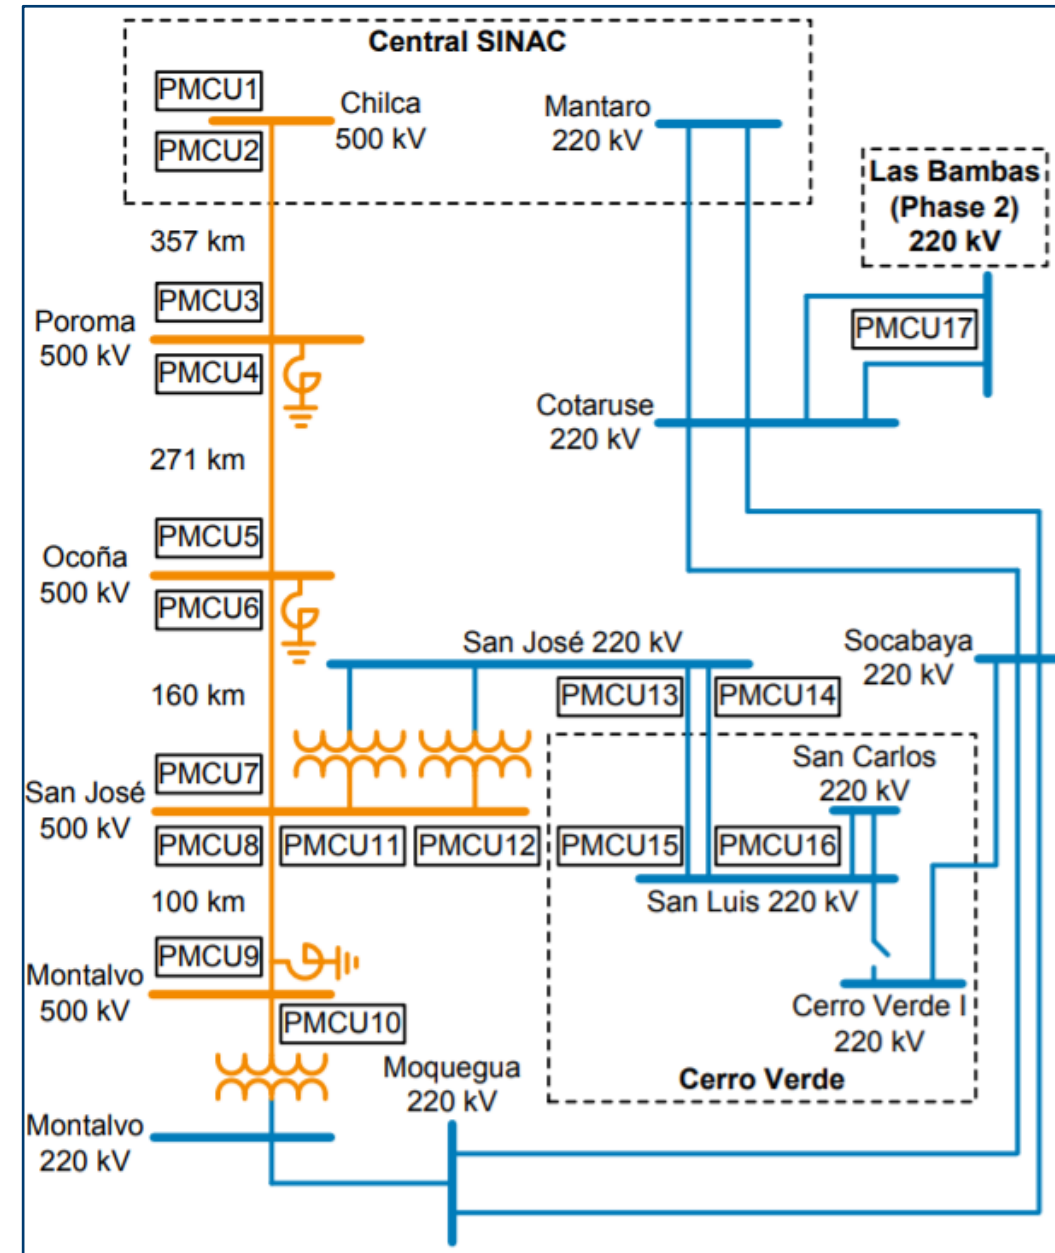 Central SINAC
PMCU1
Chilca
500 kV
PMCU2
Mantaro
220 kV
Las Bambas
(Phase 2)
220 kV
357 km
PMCU3
Poroma
500 kV
PMCU4
PMCU17
Cotaruse
220 kV
271 km
PMCU5
Ocoña
500 kV
PMCU6
San José 220 kV
Socabaya
220 kV
160 km
PMCU13
PMCU14
PMCU7
San Carlos
220 kV
San José
500 kV
PMCU8
PMCU11
PMCU12
PMCU15
PMCU16
100 km
San Luis 220 kV
PMCU9
Montalvo
500 kV
PMCU10
Cerro Verde I
220 kV
Moquegua
220 kV
Cerro Verde
Montalvo
220 kV